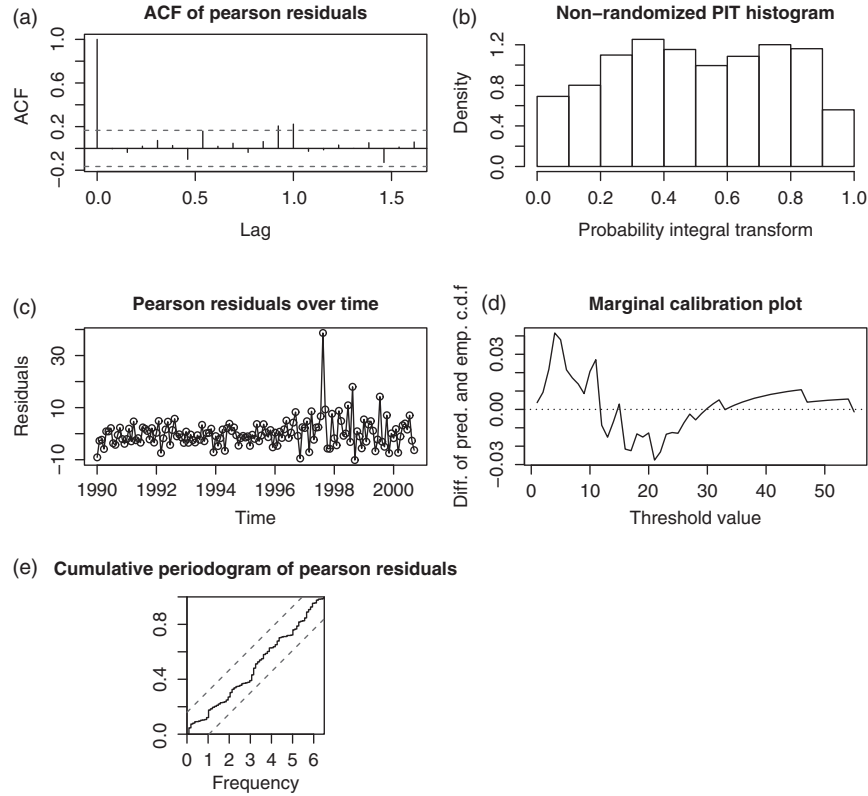 (a) ACF of pearson residuals
ACF
1.0
0.6
0.2
−0.2
0.0 0.5 1.0 1.5
Lag
(b) Non−randomized PIT histogram
Density
1.2
0.8
0.4
0.0
0.0 0.2 0.4 0.6 0.8 1.0
Probability integral transform
(c) Pearson residuals over time
Residuals
30
10
−10
1990 1992 1994 1996 1998 2000
Time
(d) Marginal calibration plot
Diff. of pred. and emp. c.d.f
0.03
0.00
−0.03
0 10 20 30 40 50
Threshold value
(e) Cumulative periodogram of pearson residuals
0.8
0.4
0.0
0 1 2 3 4 5 6
Frequency